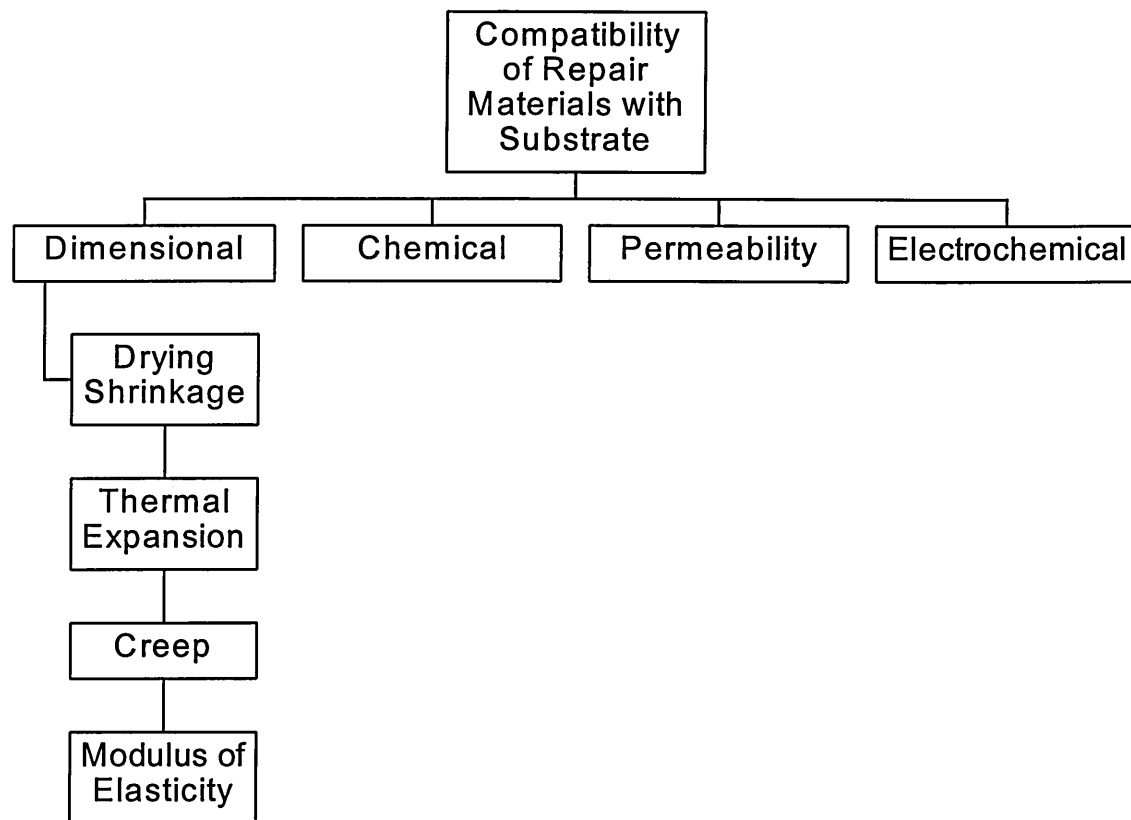 Compatibility
of Repair
Materials with
Substrate
Dimensional
Chemical
Permeability
Electrochemical
Drying
Shrinkage
Thermal
Expansion
Creep
Modulus of
Elasticity